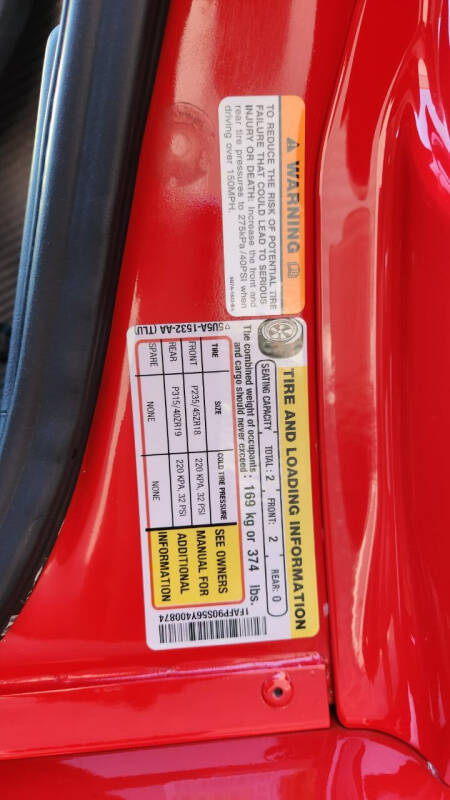 ⚠ WARNING
TO REDUCE THE RISK OF POTENTIAL TIRE
FAILURE THAT COULD LEAD TO SERIOUS
INJURY OR DEATH: Increase the front and
rear tire pressures to 275kPa/40PSI when
driving over 150MPH.
TIRE AND LOADING INFORMATION
SEATING CAPACITY TOTAL: 2 FRONT: 2 REAR: 0
The combined weight of occupants
and cargo should never exceed : 169 kg or 374 lbs.
TIRE SIZE COLD TIRE PRESSURE
FRONT P235/45ZR18 220 KPA, 32 PSI
REAR P315/40ZR19 220 KPA, 32 PSI
SPARE NONE NONE
SEE OWNERS
MANUAL FOR
ADDITIONAL
INFORMATION
5USA-1532-AA (TLU)
1FAFP90S56Y400874